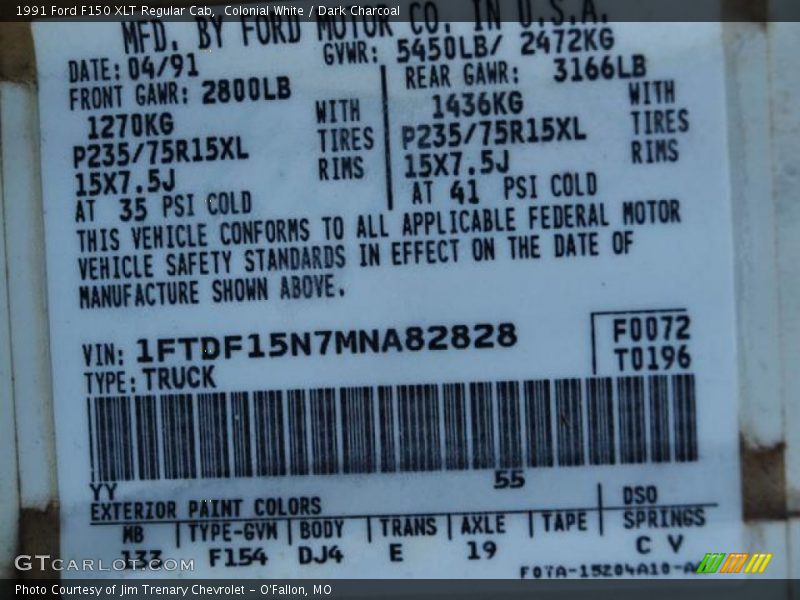 1991 Ford F150 XLT Regular Cab, Colonial White / Dark Charcoal
MFD. BY FORD MOTOR CO. IN U.S.A.
DATE: 04/91 GVWR: 5450LB/ 2472KG
FRONT GAWR: 2800LB REAR GAWR: 3166LB
1270KG WITH 1436KG WITH
P235/75R15XL TIRES P235/75R15XL TIRES
15X7.5J RIMS 15X7.5J RIMS
AT 35 PSI COLD AT 41 PSI COLD
THIS VEHICLE CONFORMS TO ALL APPLICABLE FEDERAL MOTOR
VEHICLE SAFETY STANDARDS IN EFFECT ON THE DATE OF
MANUFACTURE SHOWN ABOVE.
VIN: 1FTDF15N7MNA82828 F0072
TYPE: TRUCK T0196
YY 55
EXTERIOR PAINT COLORS DSO
WB TYPE-GVW BODY TRANS AXLE TAPE SPRINGS
133 F154 DJ4 E 19 C V
GTCarLot.com
Photo Courtesy of Jim Trenary Chevrolet - O'Fallon, MO